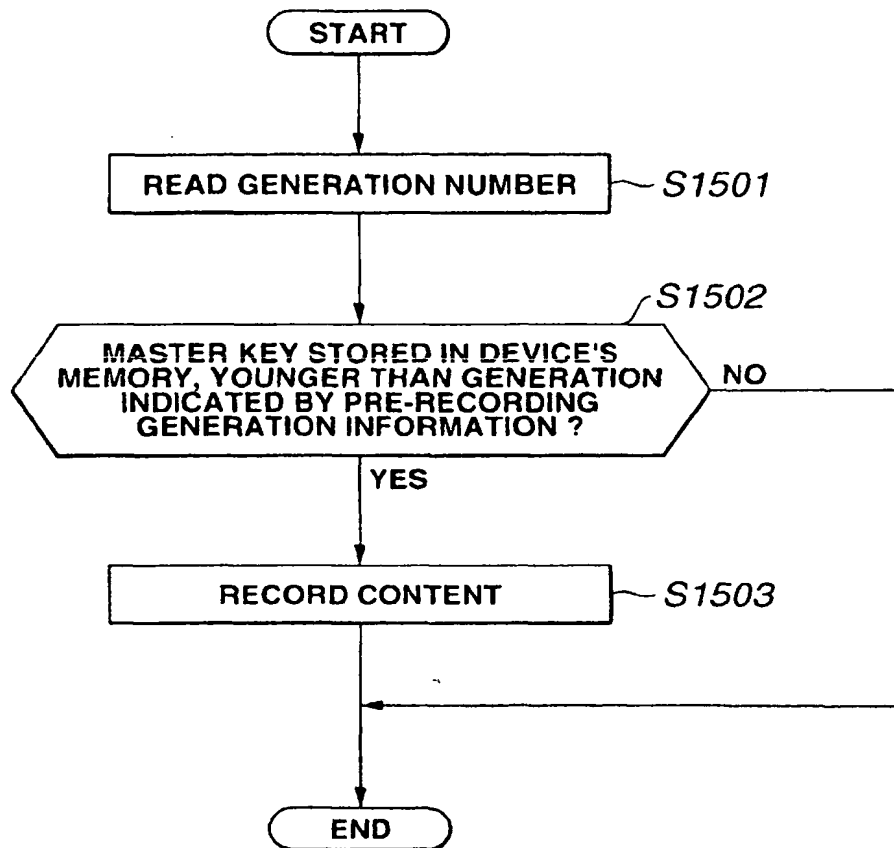 START
READ GENERATION NUMBER
S1501
S1502
MASTER KEY STORED IN DEVICE'S
MEMORY, YOUNGER THAN GENERATION
INDICATED BY PRE-RECORDING
GENERATION INFORMATION ?
NO
YES
RECORD CONTENT
S1503
END